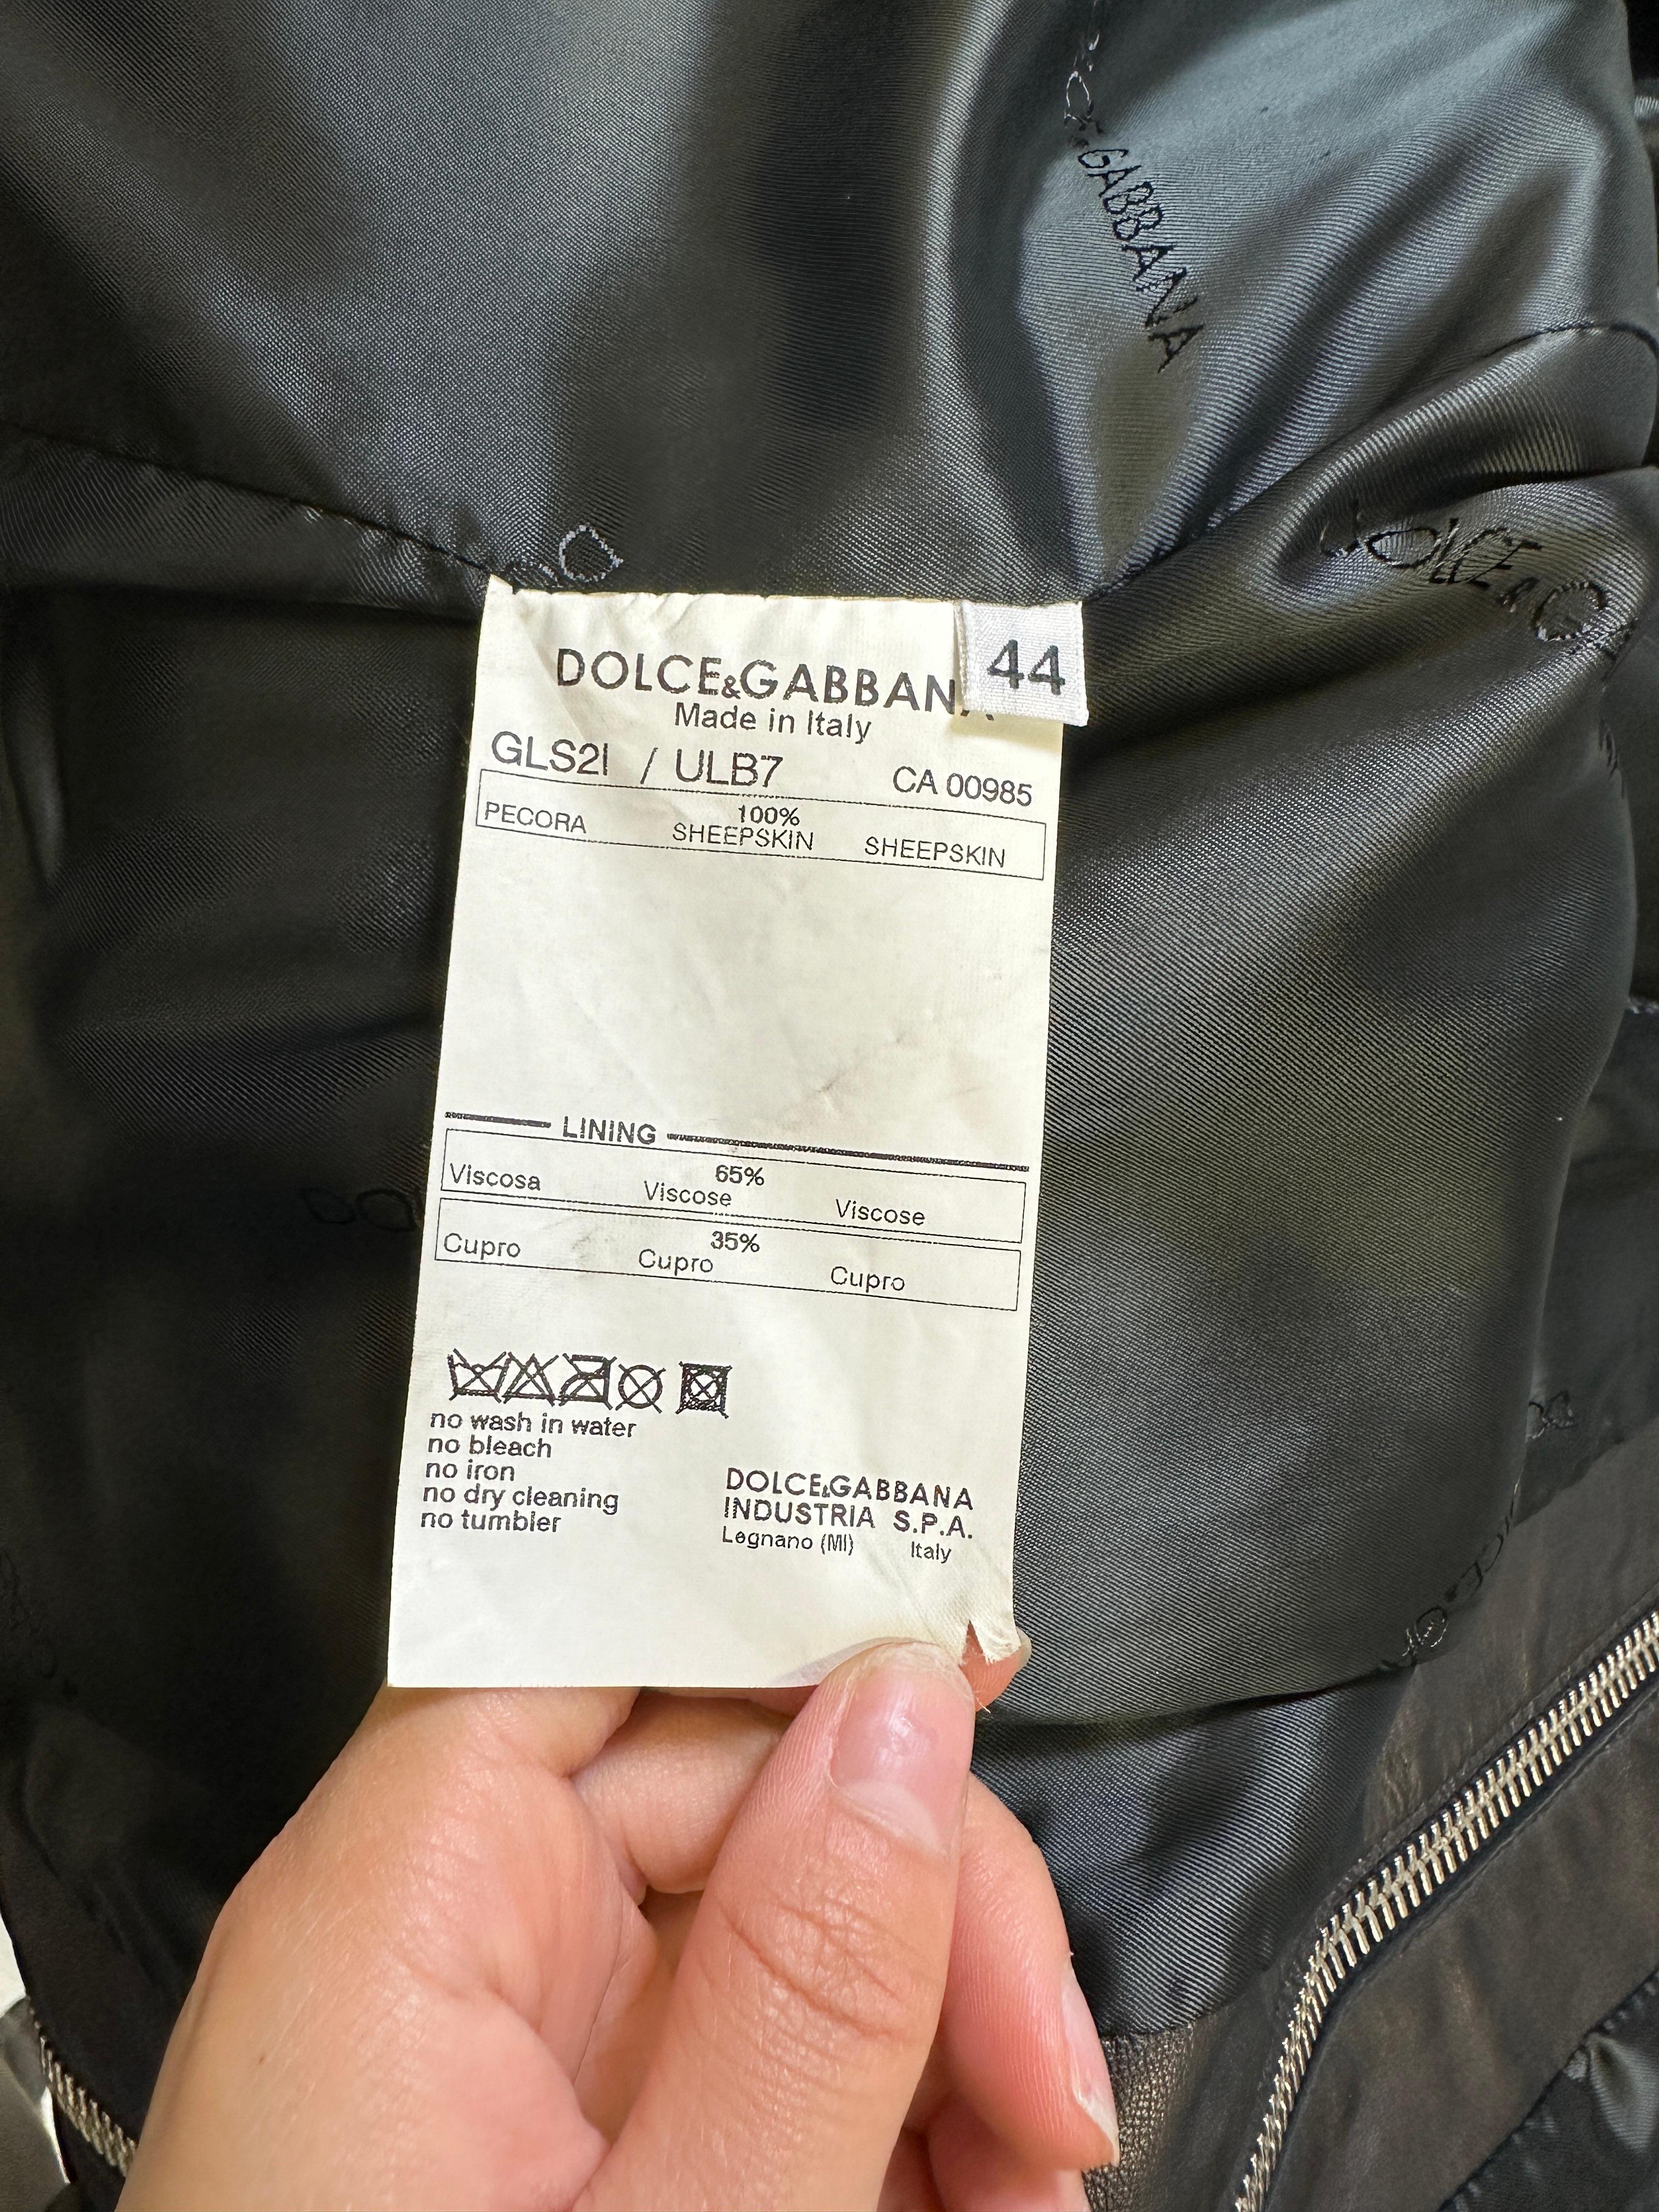 & GABBANA
DOLCE & G
DOLCE&GABBAN
44
Made in Italy
GLS2I / ULB7 CA 00985
100%
PECORA SHEEPSKIN SHEEPSKIN
LINING
65%
Viscosa Viscose Viscose
35%
Cupro Cupro Cupro
no wash in water
no bleach
no iron
no dry cleaning
no tumbler
DOLCE&GABBANA
INDUSTRIA S.P.A.
Legnano (MI) Italy